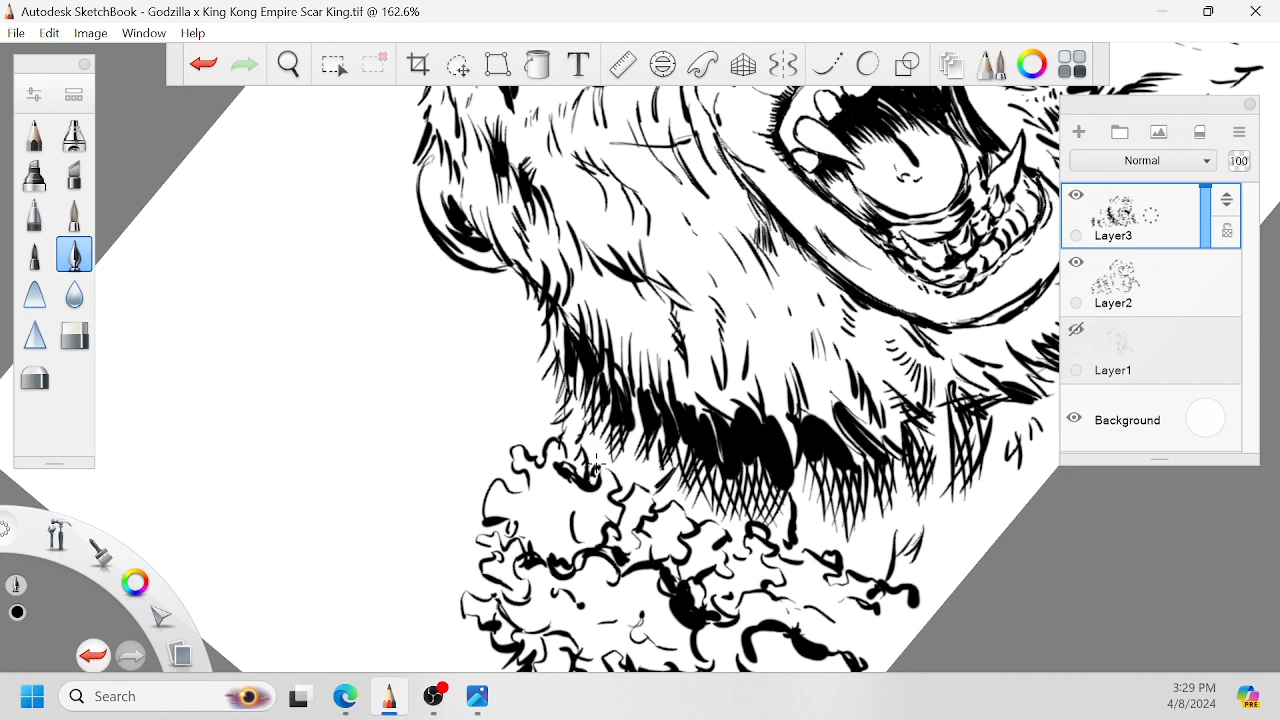 Autodesk SketchBook - Godzilla x King Kong Empire Scar King.tif @ 162.6%
File Edit Image Window Help
T
Normal 100
Layer3
Layer2
Layer1
Background
Search
3:29 PM
4/8/2024
PRE